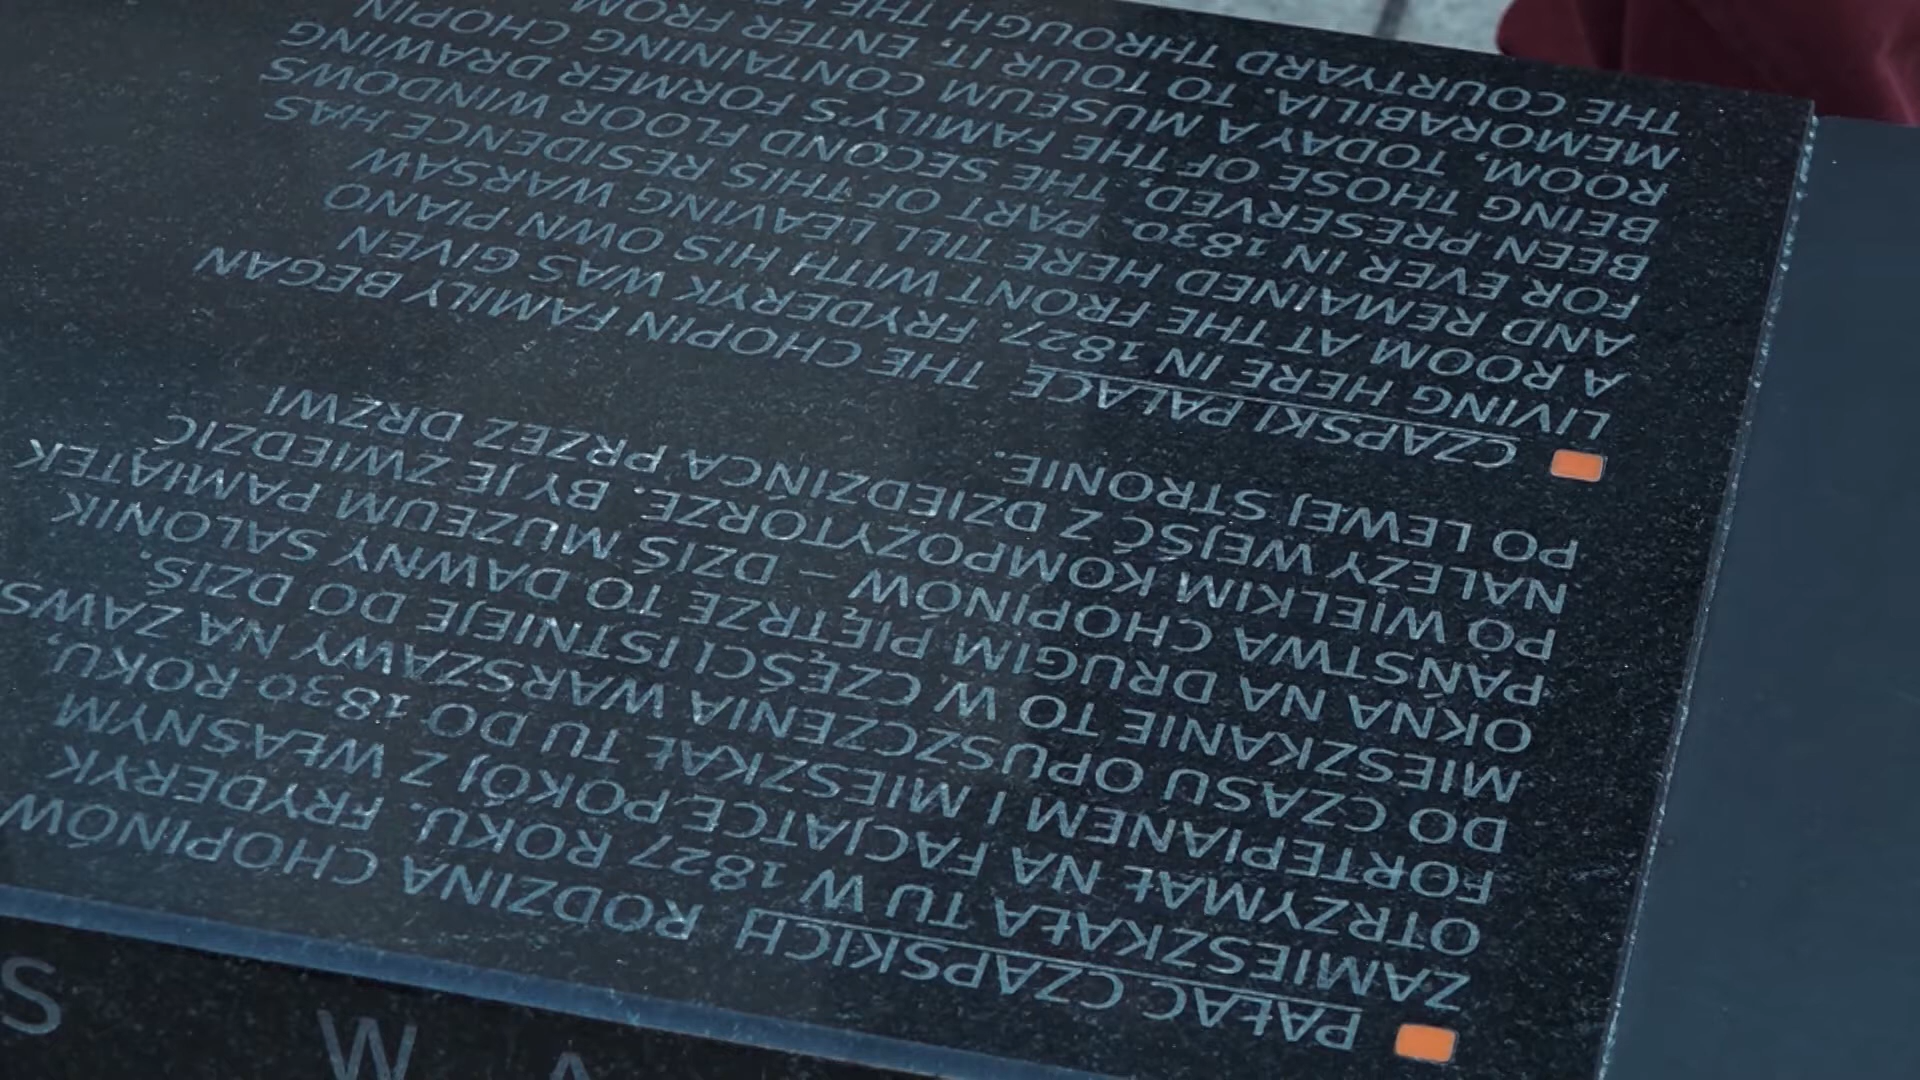 PAŁAC CZAPSKICH RODZINA CHOPINÓW
ZAMIESZKAŁA TU W 1827 ROKU. FRYDERYK
OTRZYMAŁ NA FACJATCE POKÓJ Z WŁASNYM
FORTEPIANEM I MIESZKAŁ TU DO 1830 ROKU,
DO CZASU OPUSZCZENIA WARSZAWY NA
MIESZKANIE TO W CZĘŚCI ISTNIEJE DO DZIŚ.
OKNA NA DRUGIM PIĘTRZE TO DAWNY SALONIK
PAŃSTWA CHOPINÓW – DZIŚ MUZEUM PAMIĄTEK
PO WIELKIM KOMPOZYTORZE. BY JE ZWIEDZIĆ
NALEŻY WEJŚĆ Z DZIEDZIŃCA PRZEZ DRZWI
PO LEWEJ STRONIE.
CZAPSKI PALACE THE CHOPIN FAMILY BEGAN
LIVING HERE IN 1827. FRYDERYK WAS GIVEN
A ROOM AT THE FRONT WITH HIS OWN PIANO
AND REMAINED HERE TILL LEAVING WARSAW
FOR EVER IN 1830. PART OF THIS RESIDENCE HAS
BEEN PRESERVED, THE SECOND FLOOR WINDOWS
BEING THOSE OF THE FAMILY'S FORMER DRAWING
ROOM, TODAY A MUSEUM CONTAINING CHOPIN
MEMORABILIA. TO TOUR IT ENTER FROM
THE COURTYARD THROUGH THE
S W A